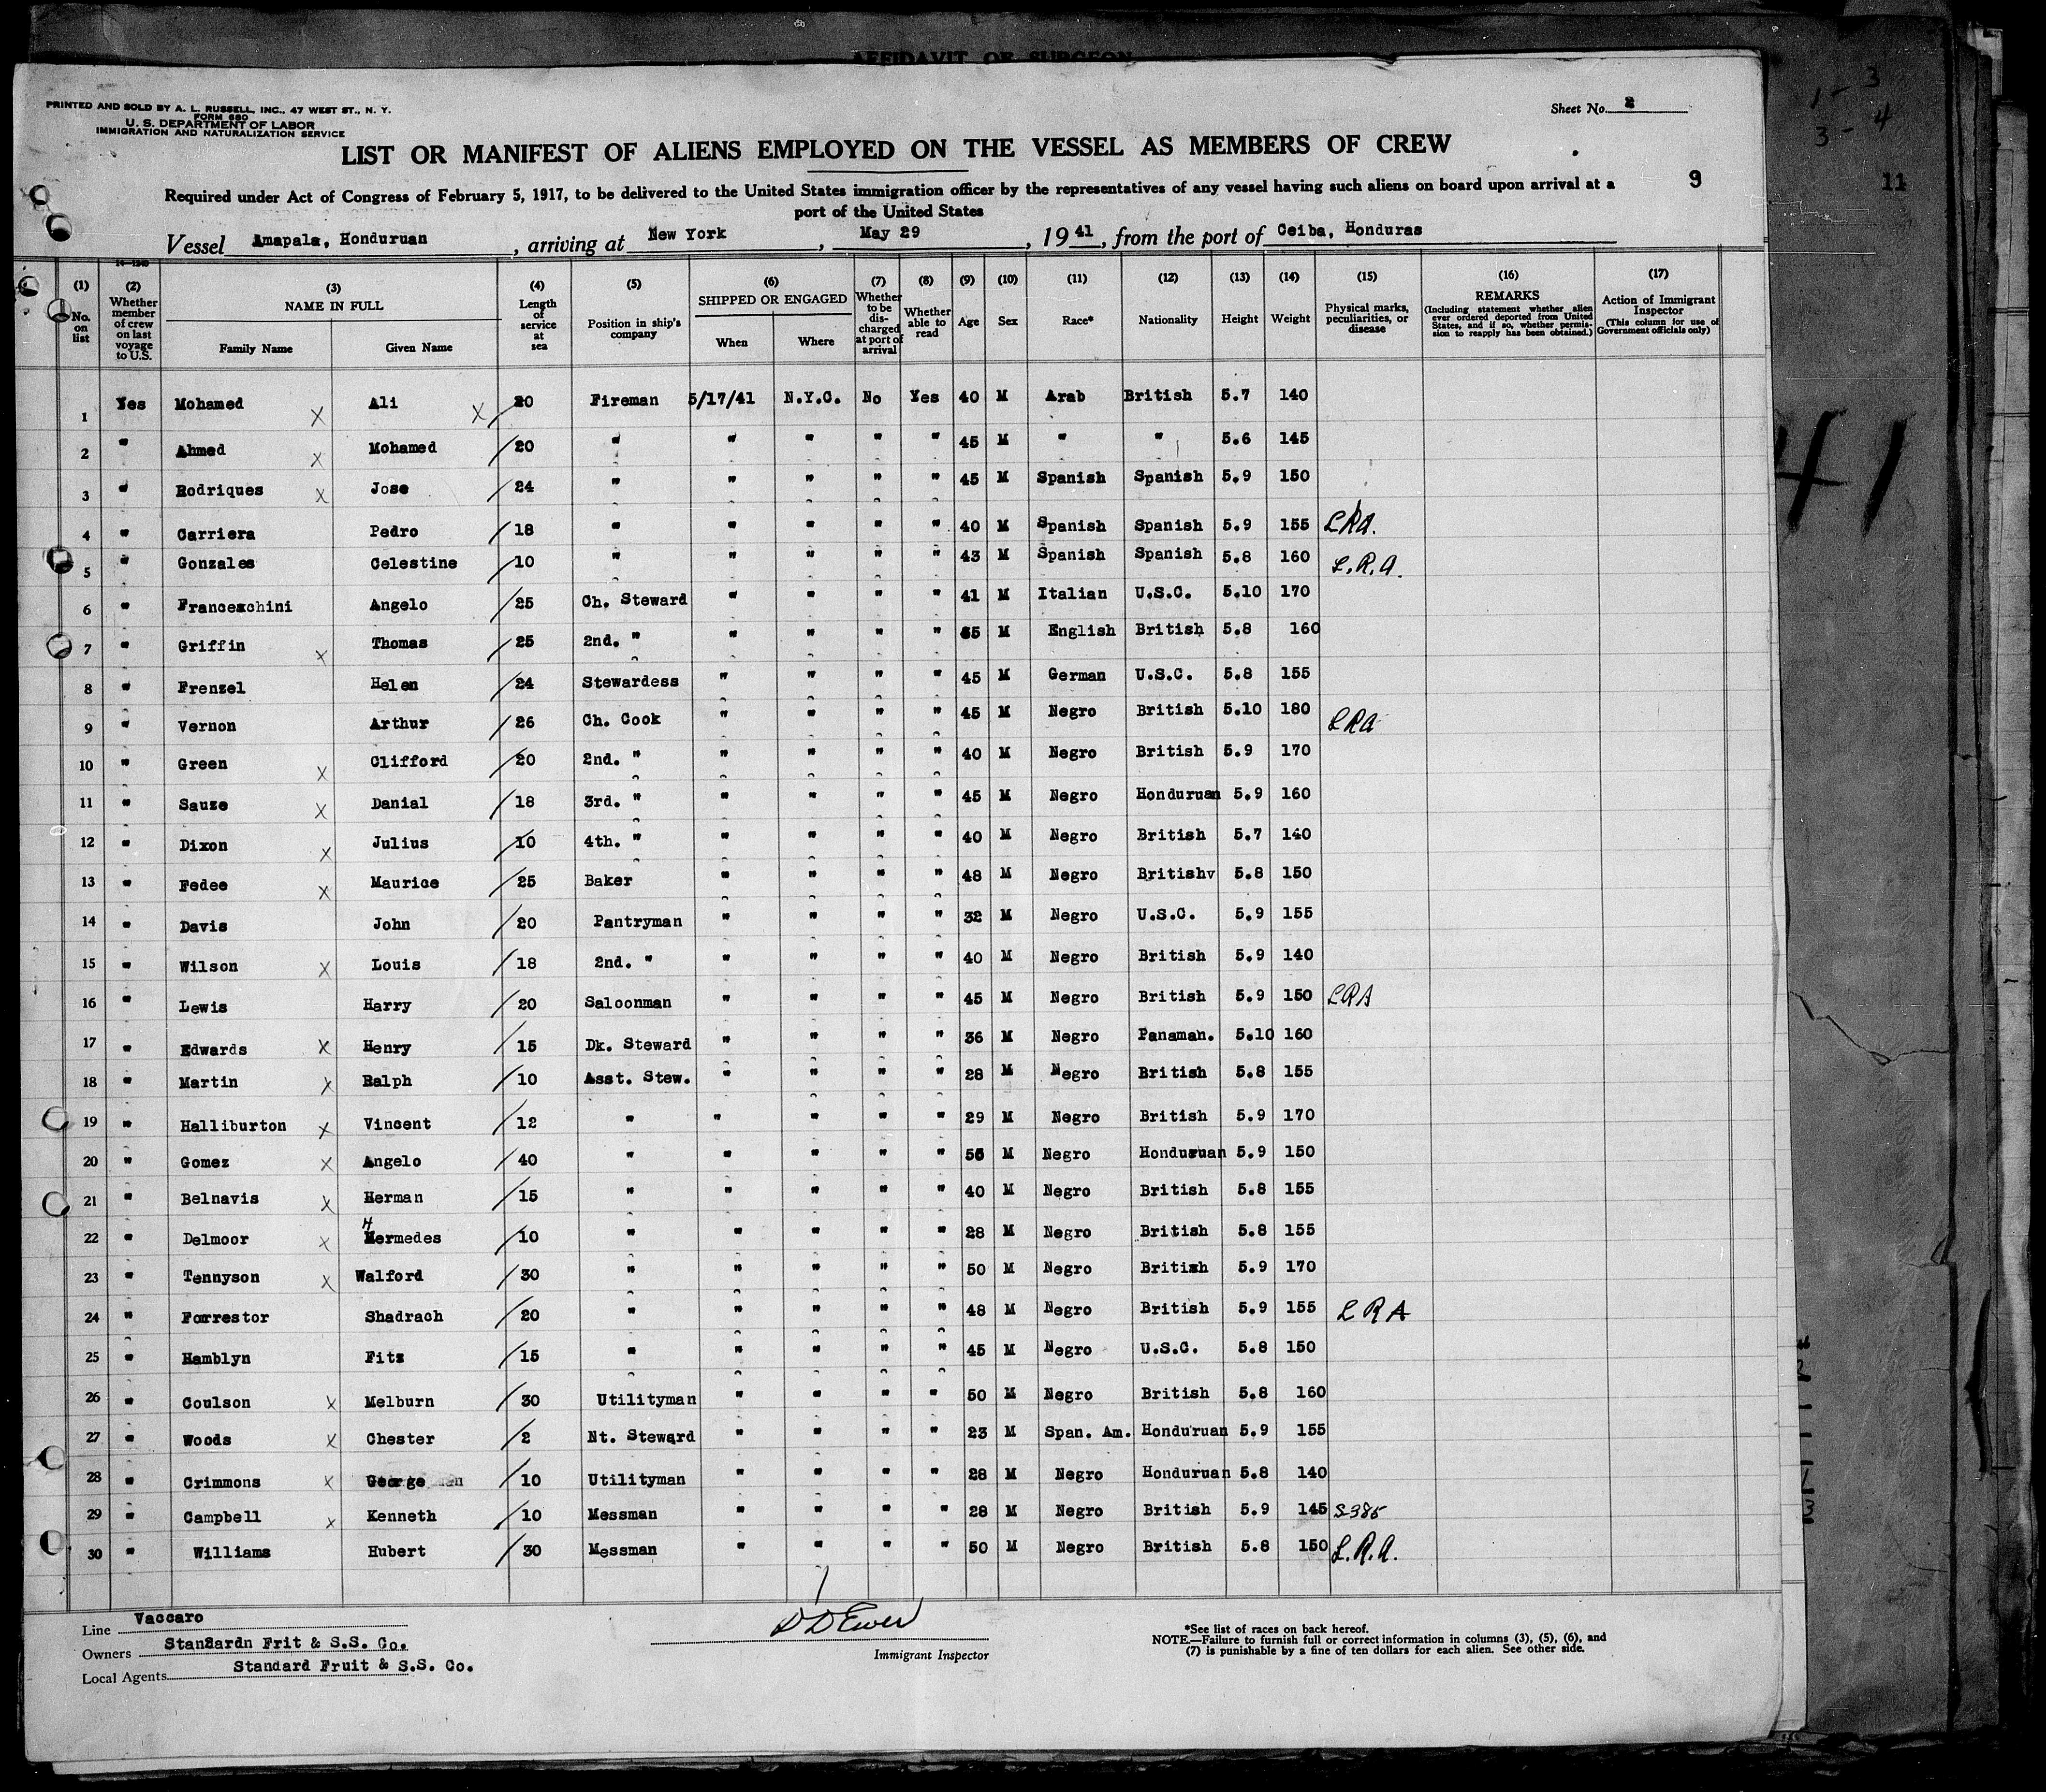 AFFIDAVIT OF SURGEON
PRINTED AND SOLD BY A. L. RUSSELL, INC., 47 WEST ST., N. Y.
FORM 680
U. S. DEPARTMENT OF LABOR
IMMIGRATION AND NATURALIZATION SERVICE
Sheet No. 2
1 - 3
3 - 4
LIST OR MANIFEST OF ALIENS EMPLOYED ON THE VESSEL AS MEMBERS OF CREW
9
11
Required under Act of Congress of February 5, 1917, to be delivered to the United States immigration officer by the representatives of any vessel having such aliens on board upon arrival at a
port of the United States
Vessel Amapala, Honduruan , arriving at New York , May 29 , 19 41 , from the port of Ceiba, Honduras
(1) No. on list (2) Whether member of crew on last voyage to U.S. (3) NAME IN FULL Family Name Given Name (4) Length of service at sea (5) Position in ship's company (6) SHIPPED OR ENGAGED When Where (7) Whether to be discharged at port of arrival (8) Whether able to read (9) Age (10) Sex (11) Race* (12) Nationality (13) Height (14) Weight (15) Physical marks, peculiarities, or disease (16) REMARKS (Including statement whether alien ever ordered deported from United States, and if so, whether permission to reapply has been obtained.) (17) Action of Immigrant Inspector (This column for use of Government officials only)
1 Yes Mohamed X Ali X 20 Fireman 5/17/41 N.Y.C. No Yes 40 M Arab British 5.7 140
2 " Ahmed X Mohamed / 20 " " " " " 45 M " " 5.6 145
3 " Rodriques X Jose / 24 " " " " " 45 M Spanish Spanish 5.9 150
4 " Carriera Pedro / 18 " " " " " 40 M Spanish Spanish 5.9 155 LRA.
5 " Gonzales Celestine / 10 " " " " " 43 M Spanish Spanish 5.8 160 L.R.A.
6 " Franceschini Angelo / 25 Ch. Steward " " " " 41 M Italian U.S.C. 5.10 170
7 " Griffin X Thomas / 25 2nd. " " " " " M English British 5.8 160
8 " Frenzel Helen / 24 Stewardess " " " " 45 M German U.S.C. 5.8 155
9 " Vernon Arthur / 26 Ch. Cook " " " " 45 M Negro British 5.10 180 LRA
10 " Green X Clifford / 20 2nd. " " " " " 40 M Negro British 5.9 170
11 " Sauze X Danial / 18 3rd. " " " " " 45 M Negro Honduruan 5.9 160
12 " Dixon X Julius / 10 4th. " " " " " 40 M Negro British 5.7 140
13 " Fedee X Maurice / 25 Baker " " " " 48 M Negro Britishv 5.8 150
14 " Davis John / 20 Pantryman " " " " 32 M Negro U.S.C. 5.9 155
15 " Wilson X Louis / 18 2nd. " " " " " 40 M Negro British 5.9 140
16 " Lewis Harry / 20 Saloonman " " " " 45 M Negro British 5.9 150 LRA
17 " Edwards X Henry / 15 Dk. Steward " " " " 36 M Negro Panaman. 5.10 160
18 " Martin X Ralph / 10 Asst. Stew. " " " " 28 M Negro British 5.8 155
19 " Halliburton X Vincent / 12 " " " " " 29 M Negro British 5.9 170
20 " Gomez X Angelo / 40 " " " " " M Negro Honduruan 5.9 150
21 " Belnavis X Herman / 15 " " " " " 40 M Negro British 5.8 155
22 " Delmoor X Hermedes / 10 " " " " " 28 M Negro British 5.8 155
23 " Tennyson X Walford / 30 " " " " " 50 M Negro British 5.9 170
24 " Forrestor Shadrach / 20 " " " " " 48 M Negro British 5.9 155 LRA
25 " Hamblyn Fitz / 15 " " " " " 45 M Negro U.S.C. 5.8 150
26 " Coulson X Melburn / 30 Utilityman " " " " 50 M Negro British 5.8 160
27 " Woods X Chester / 2 Nt. Steward " " " " 23 M Span. Am. Honduruan 5.9 155
28 " Crimmons X George / 10 Utilityman " " " " 28 M Negro Honduruan 5.8 140
29 " Campbell X Kenneth / 10 Messman " " " " 28 M Negro British 5.9 145 S385
30 " Williams Hubert / 30 Messman " " " " 50 M Negro British 5.8 150 L.R.A.
41
Line Vaccaro
Owners Standardn Frit & S.S. Co.
Local Agents Standard Fruit & S.S. Co.
Immigrant Inspector
*See list of races on back hereof.
NOTE.—Failure to furnish full or correct information in columns (3), (5), (6), and
(7) is punishable by a fine of ten dollars for each alien. See other side.